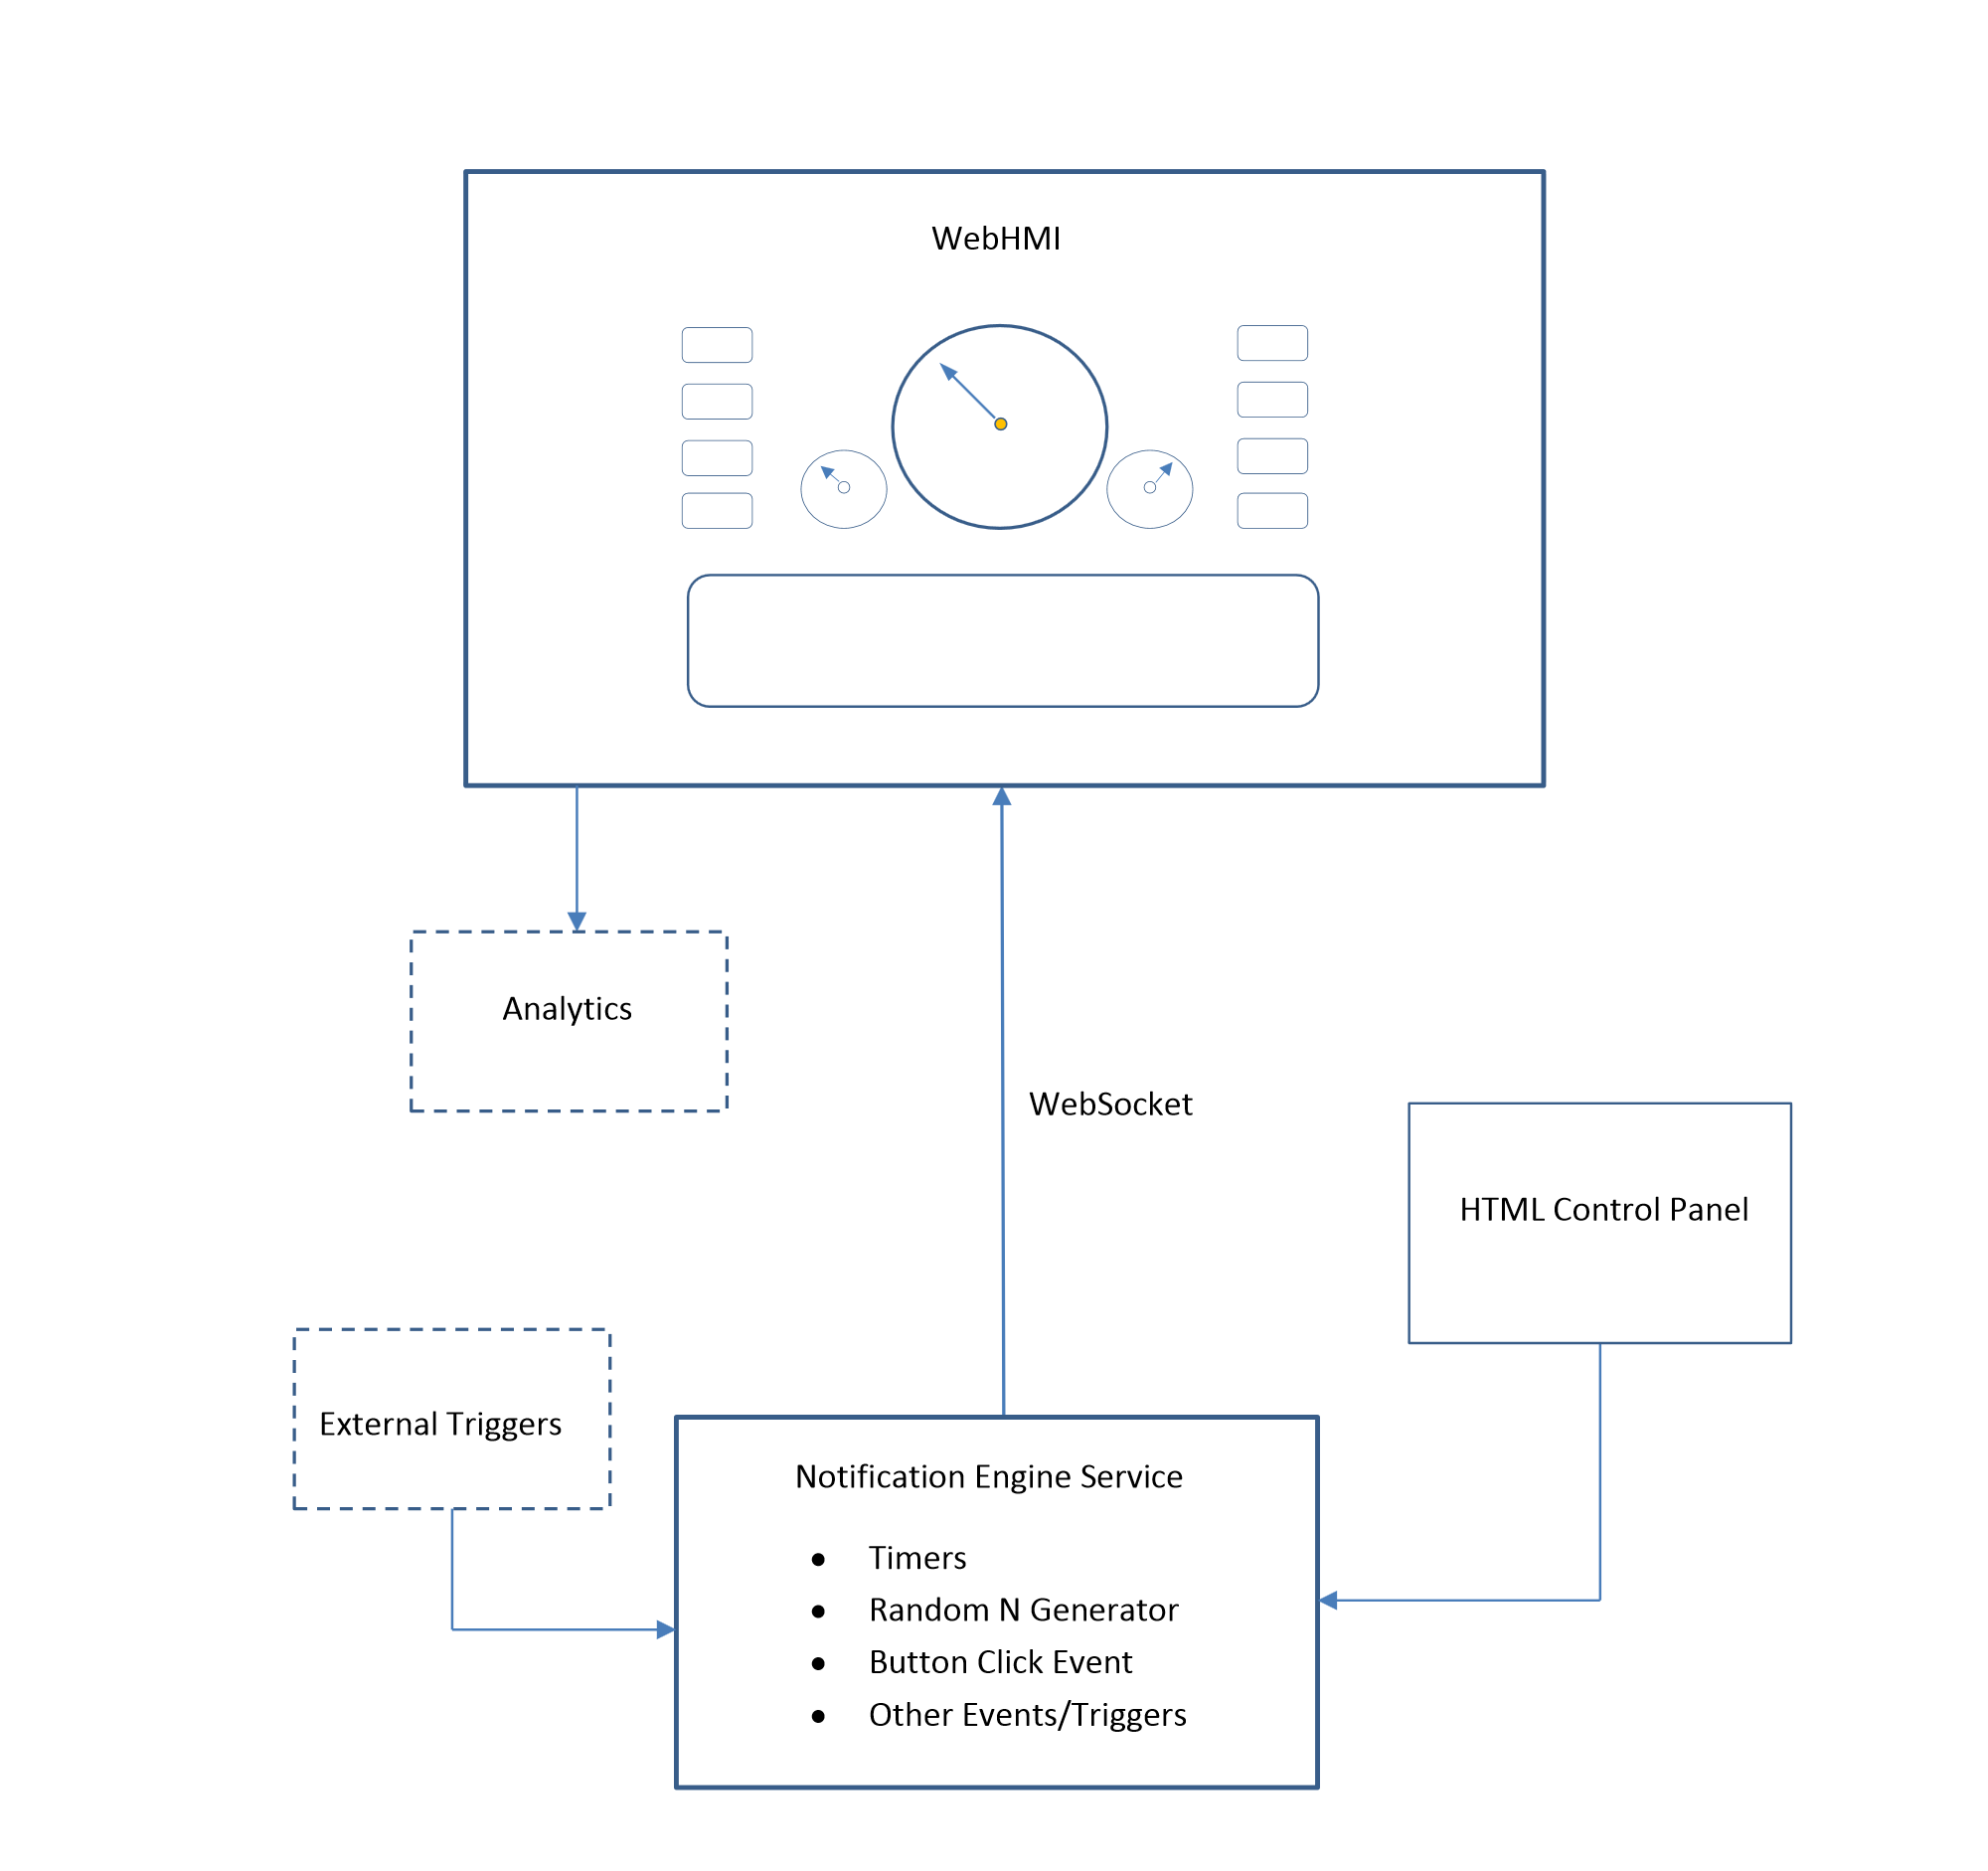 WebHMI
Analytics
WebSocket
HTML Control Panel
External Triggers
Notification Engine Service
● Timers
● Random N Generator
● Button Click Event
● Other Events/Triggers